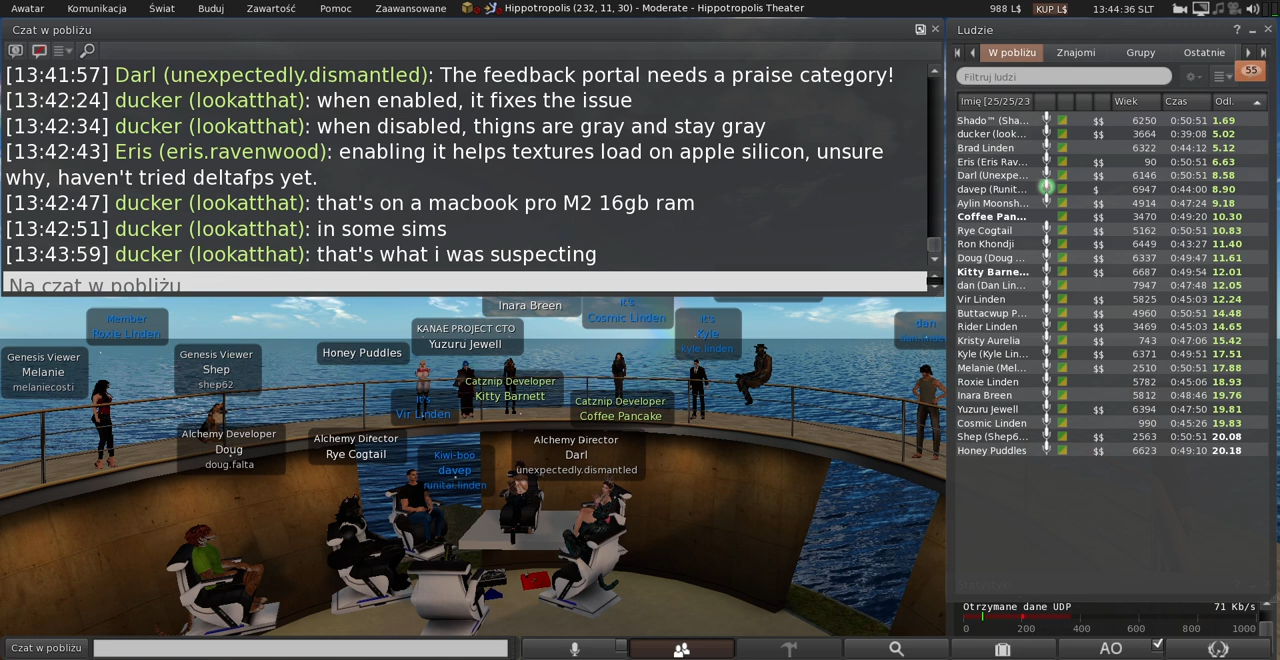 Awatar Komunikacja Świat Buduj Zawartość Pomoc Zaawansowane Hippotropolis (232, 11, 30) - Moderate - Hippotropolis Theater 988 L$ KUP L$ 13:44:36 SLT
Czat w pobliżu
[13:41:57] Darl (unexpectedly.dismantled): The feedback portal needs a praise category!
[13:42:24] ducker (lookatthat): when enabled, it fixes the issue
[13:42:34] ducker (lookatthat): when disabled, thigns are gray and stay gray
[13:42:43] Eris (eris.ravenwood): enabling it helps textures load on apple silicon, unsure
why, haven't tried deltafps yet.
[13:42:47] ducker (lookatthat): that's on a macbook pro M2 16gb ram
[13:42:51] ducker (lookatthat): in some sims
[13:43:59] ducker (lookatthat): that's what i was suspecting
Na czat w pobliżu
Inara Breen
It's
Cosmic Linden
Member
Roxie Linden
It's
Kyle
kyle.linden
dan
KANAE PROJECT CTO
Yuzuru Jewell
Honey Puddles
Genesis Viewer
Melanie
melaniecosti
Genesis Viewer
Shep
shep62
Catznip Developer
Kitty Barnett
It's
Vir Linden
Catznip Developer
Coffee Pancake
Alchemy Developer
Doug
doug.falta
Alchemy Director
Rye Cogtail
Kiwi-boo
davep
runitai.linden
Alchemy Director
Darl
unexpectedly.dismantled
Ludzie
W pobliżu Znajomi Grupy Ostatnie
Filtruj ludzi
55
Imię [25/25/23 Wiek Czas Odl.
Shado™ (Sha... $$ 6250 0:50:51 1.69
ducker (look... $$ 3664 0:39:08 5.02
Brad Linden 6322 0:44:12 5.12
Eris (Eris Rav... $$ 90 0:50:51 6.63
Darl (Unexpe... $$ 6146 0:50:51 8.58
davep (Runit... $ 6947 0:44:00 8.90
Aylin Moonsh... $$ 4914 0:47:24 9.18
Coffee Pan... $$ 3470 0:49:20 10.30
Rye Cogtail $$ 5162 0:50:51 10.83
Ron Khondji $$ 6449 0:43:27 11.40
Doug (Doug ... $$ 6337 0:49:47 11.61
Kitty Barne... $$ 6687 0:49:54 12.01
dan (Dan Lin... 7947 0:47:48 12.05
Vir Linden $$ 5825 0:45:03 12.24
Buttacwup P... $$ 4960 0:51:50 14.48
Rider Linden $$ 3469 0:45:03 14.65
Kristy Aurelia $$ 743 0:47:06 15.42
Kyle (Kyle Lin... $$ 6371 0:49:51 17.51
Melanie (Mel... $$ 2510 0:50:51 17.88
Roxie Linden 5782 0:45:06 18.93
Inara Breen 5812 0:48:46 19.76
Yuzuru Jewell $$ 6394 0:47:50 19.81
Cosmic Linden 990 0:45:26 19.83
Shep (Shep6... $$ 2563 0:50:51 20.08
Honey Puddles $$ 6623 0:49:10 20.18
Otrzymane dane UDP 71 Kb/s
0 200 400 600 800 1000
Czat w pobliżu
AO